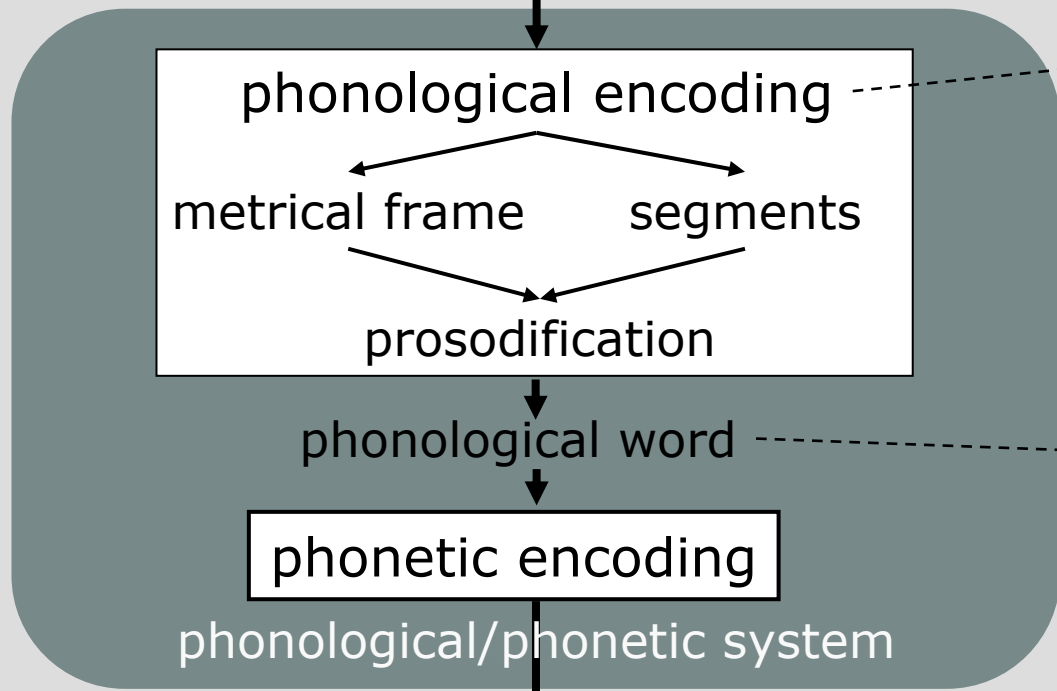 phonological encoding
metrical frame segments
prosodification
phonological word
phonetic encoding
phonological/phonetic system